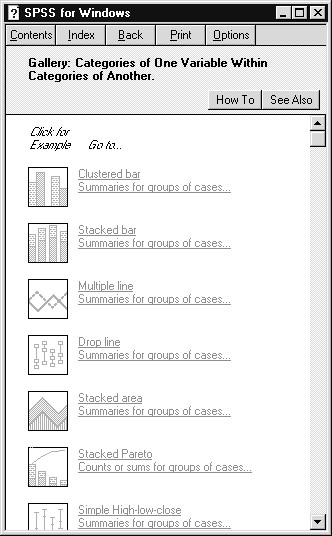 SPSS for Windows
Contents Index Back Print Options
Gallery: Categories of One Variable Within
Categories of Another.
How To See Also
Click for
Example Go to...
Clustered bar
Summaries for groups of cases...
Stacked bar
Summaries for groups of cases...
Multiple line
Summaries for groups of cases...
Drop line
Summaries for groups of cases...
Stacked area
Summaries for groups of cases...
Stacked Pareto
Counts or sums for groups of cases...
Simple High-low-close
Summaries for groups of cases...